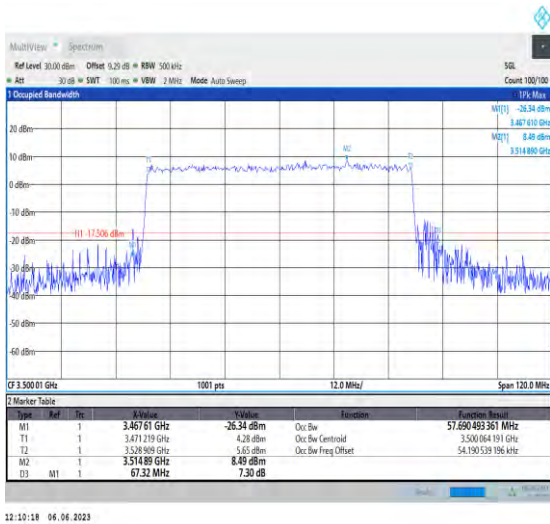 MultiView Spectrum
Ref Level 30.00 dBm Offset 9.29 dB RBW 500 kHz SGL
Att 30 dB SWT 100 ms VBW 2 MHz Mode Auto Sweep Count 100/100
1 Occupied Bandwidth 1Pk Max
M1[1] -26.34 dBm
3.467 610 GHz
M2[1] 8.49 dBm
3.514 890 GHz
20 dBm
M2
10 dBm
T1
0 dBm
-10 dBm
H1 -17.506 dBm
-20 dBm
M1
-30 dBm
-40 dBm
-50 dBm
-60 dBm
CF 3.50001 GHz 1001 pts 12.0 MHz/ Span 120.0 MHz
2 Marker Table
Type Ref Trc X-Value Y-Value Function Function Result
M1 1 3.46761 GHz -26.34 dBm Occ Bw 57.690 493 361 MHz
T1 1 3.471 219 GHz 4.28 dBm Occ Bw Centroid 3.500 064 191 GHz
T2 1 3.528 909 GHz 5.65 dBm Occ Bw Freq Offset 54.190 539 196 kHz
M2 1 3.514 89 GHz 8.49 dBm
D3 M1 1 67.32 MHz 7.30 dB
Ready
12:10:18 06.06.2023